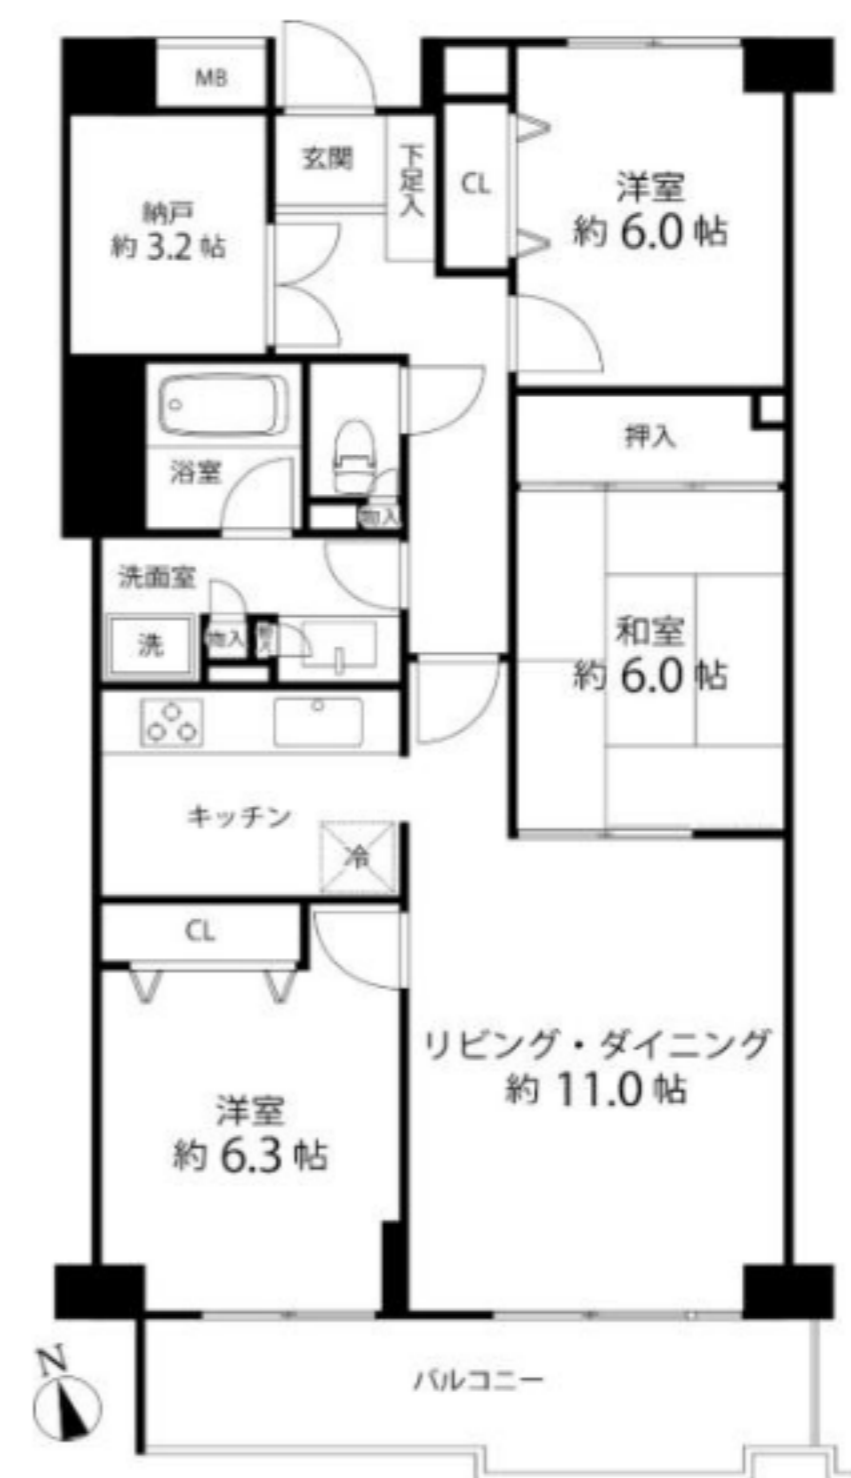 MB
玄関
下足入
CL
洋室
約 6.0 帖
納戸
約 3.2 帖
浴室
物入
押入
洗面室
洗
物入
物入
和室
約 6.0 帖
キッチン
冷
CL
リビング・ダイニング
約 11.0 帖
洋室
約 6.3 帖
バルコニー
N